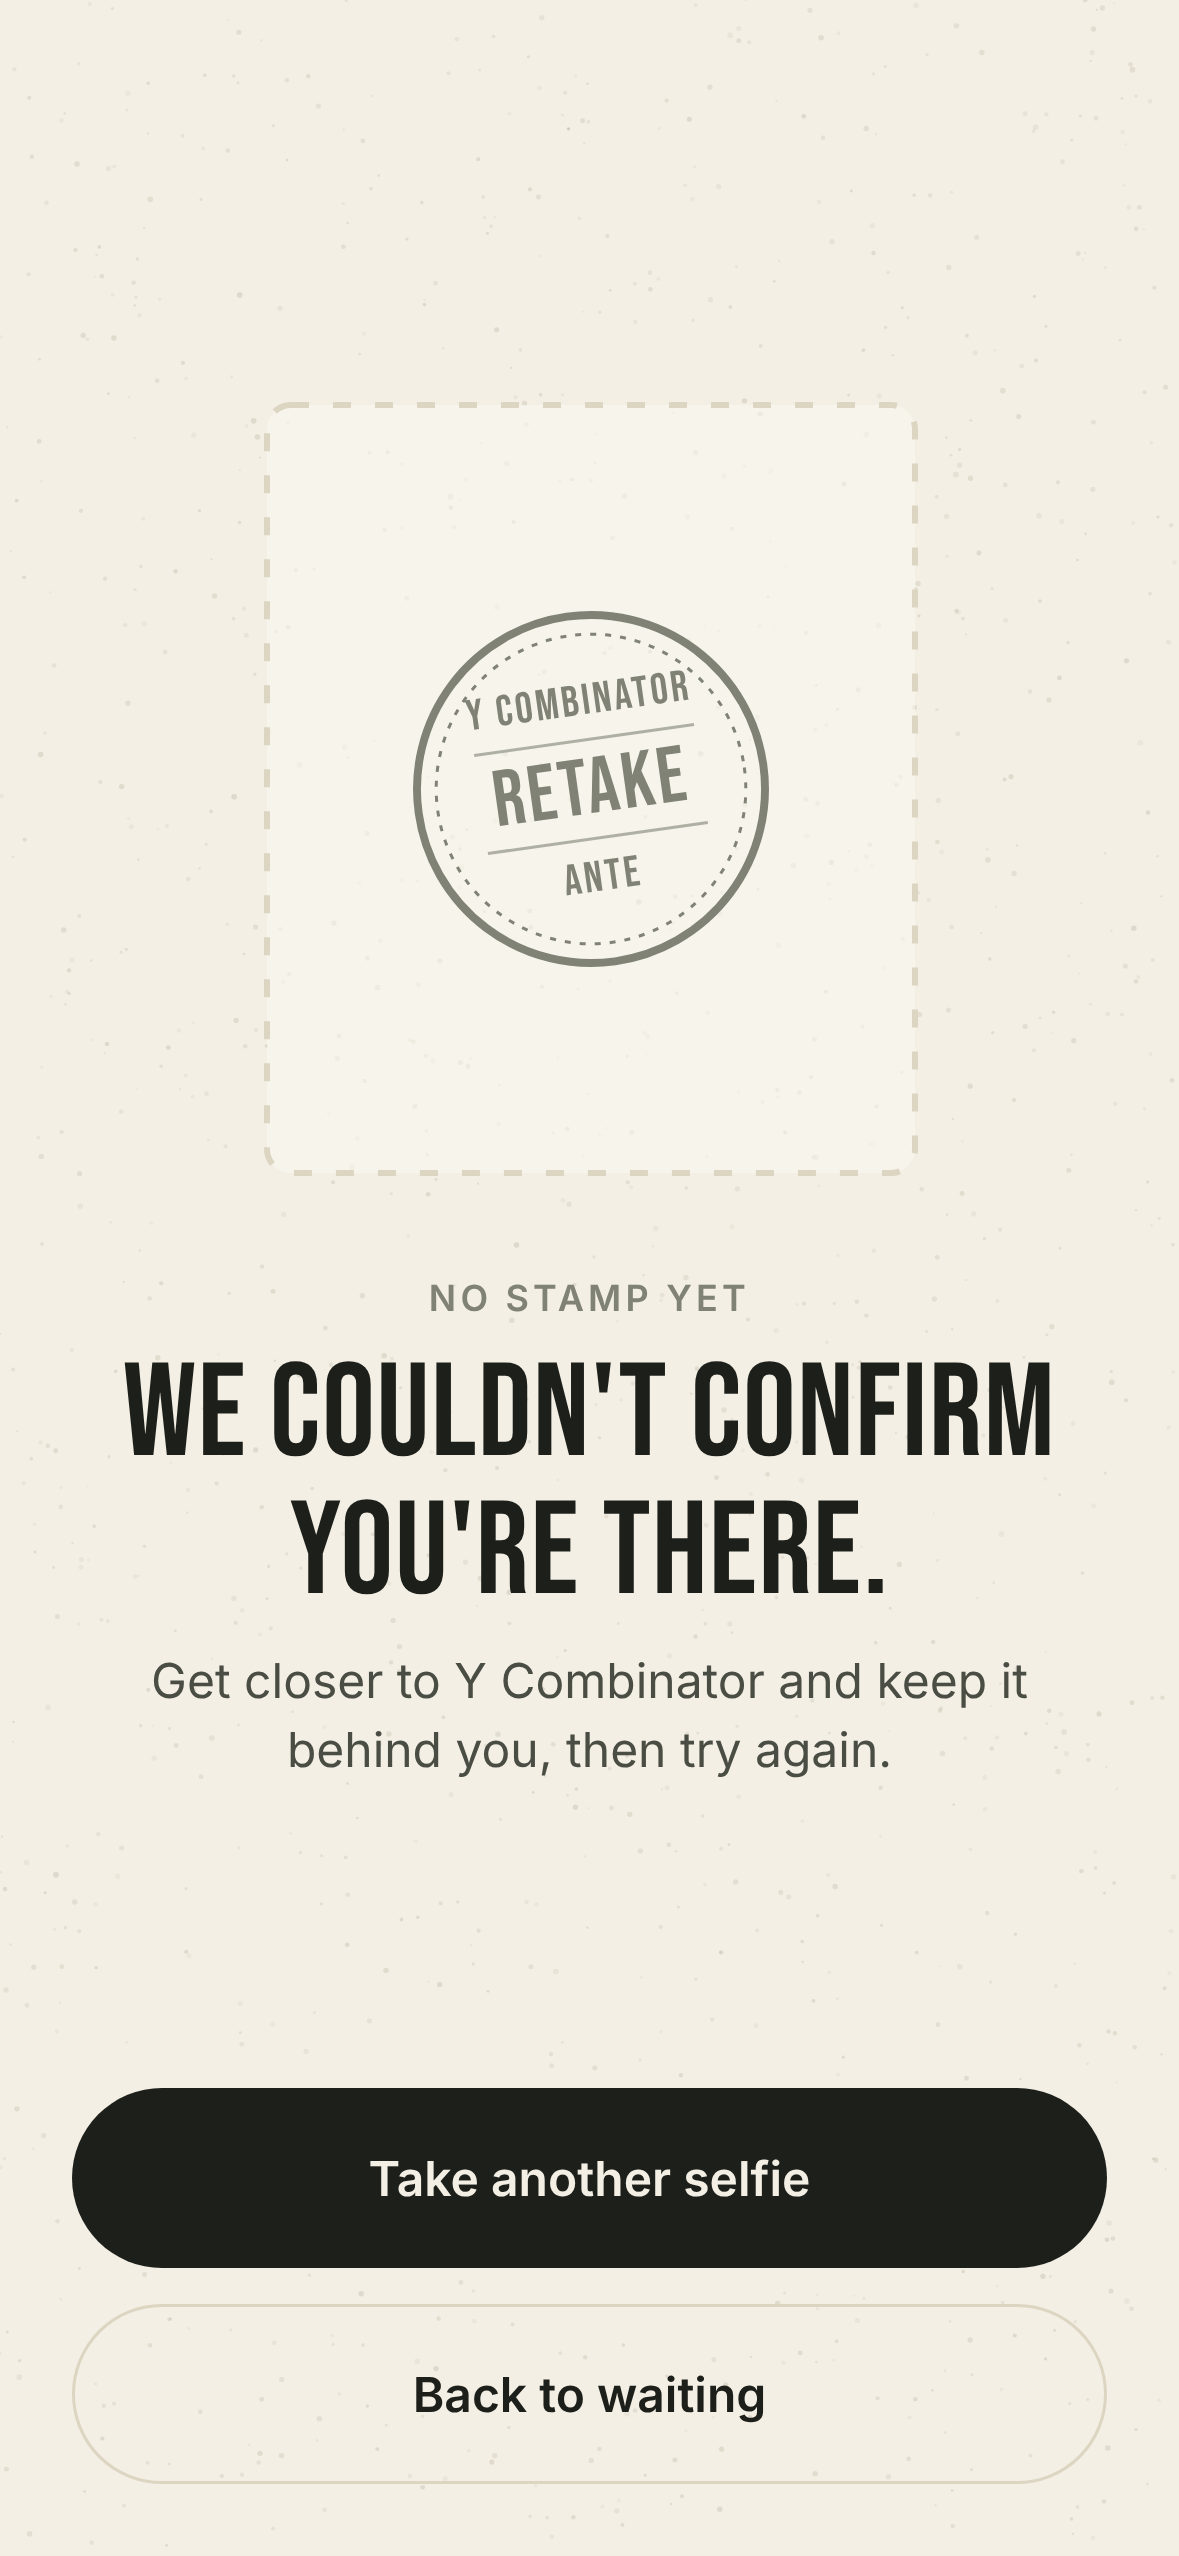 Y COMBINATOR
RETAKE
ANTE
NO STAMP YET
WE COULDN'T CONFIRM
YOU'RE THERE.
Get closer to Y Combinator and keep it
behind you, then try again.
Take another selfie
Back to waiting